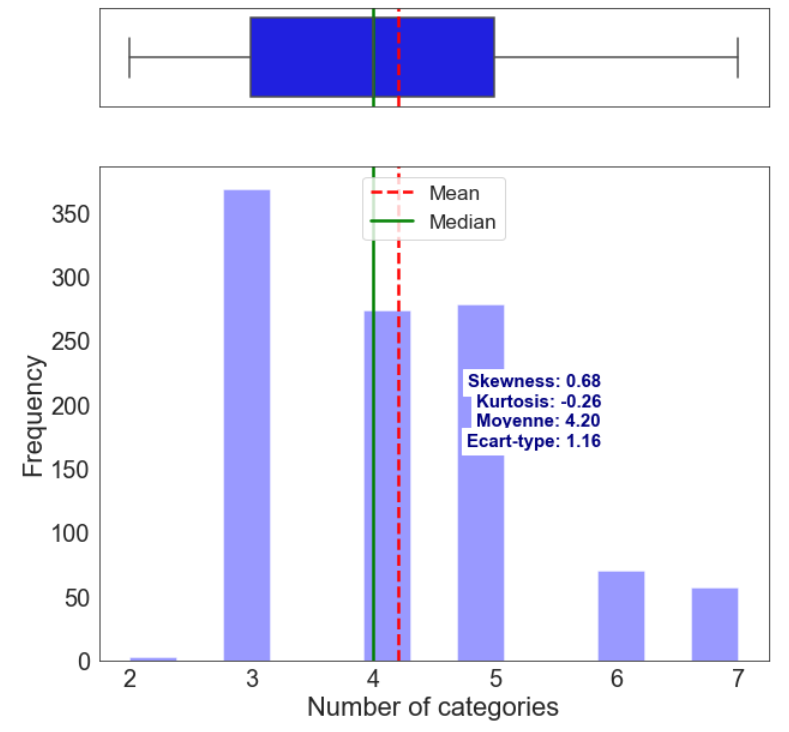 Mean
Median
350
300
250
200
150
100
50
0
Frequency
Skewness: 0.68
Kurtosis: -0.26
Moyenne: 4.20
Ecart-type: 1.16
2 3 4 5 6 7
Number of categories